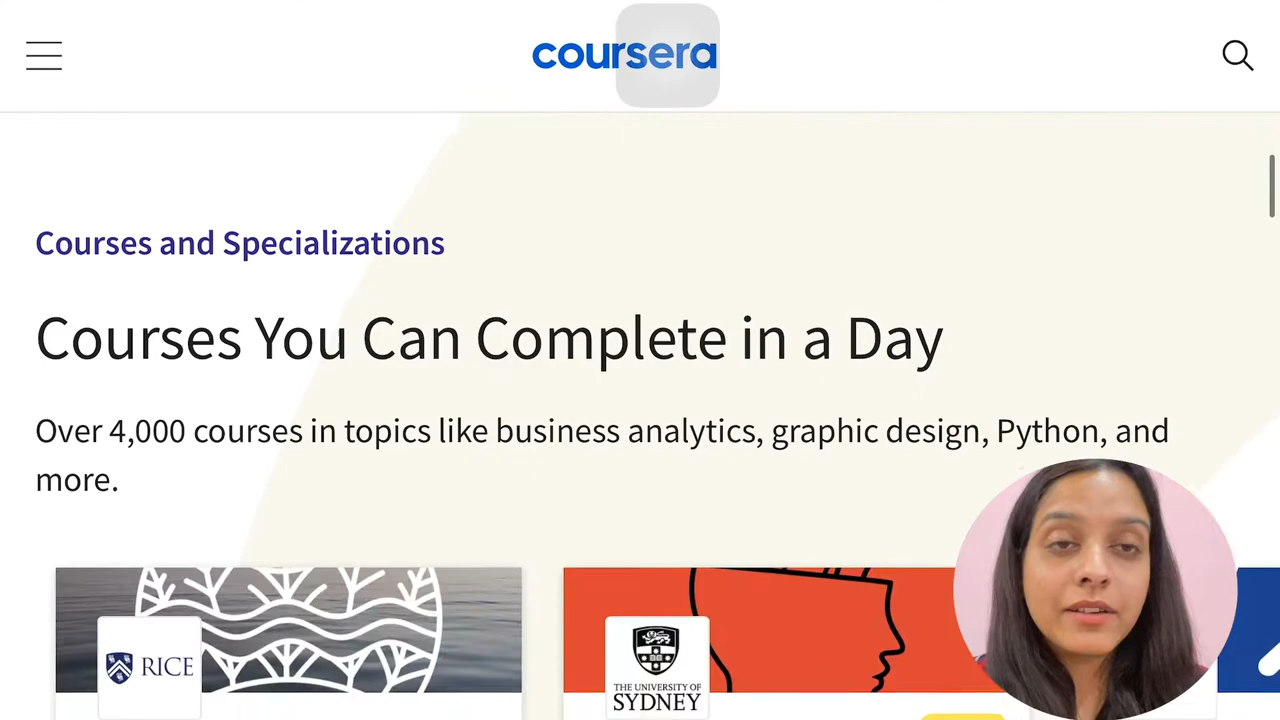 coursera
Courses and Specializations
Courses You Can Complete in a Day
Over 4,000 courses in topics like business analytics, graphic design, Python, and
more.
RICE
THE UNIVERSITY OF
SYDNEY